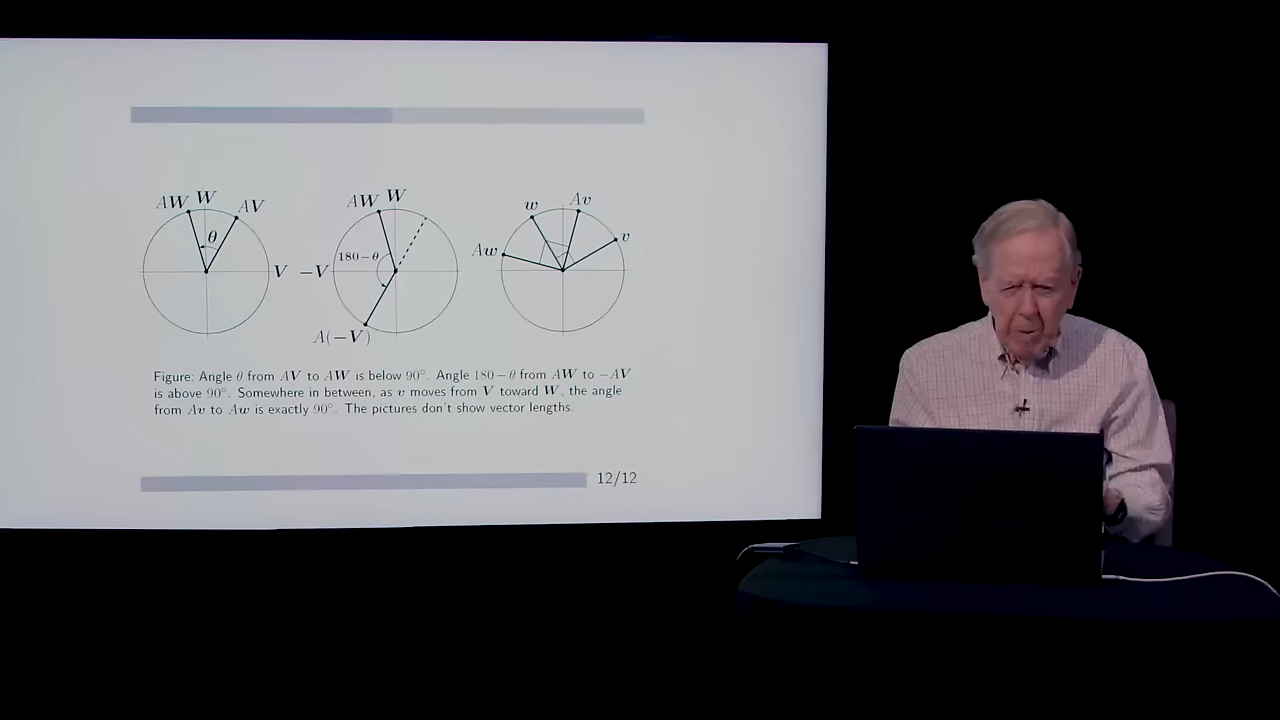 AW W AV
θ
V
AW W
180−θ
−V
A(−V)
w Av
Aw v
Figure: Angle θ from AV to AW is below 90°. Angle 180−θ from AW to −AV
is above 90°. Somewhere in between, as v moves from V toward W, the angle
from Av to Aw is exactly 90°. The pictures don't show vector lengths.
12/12